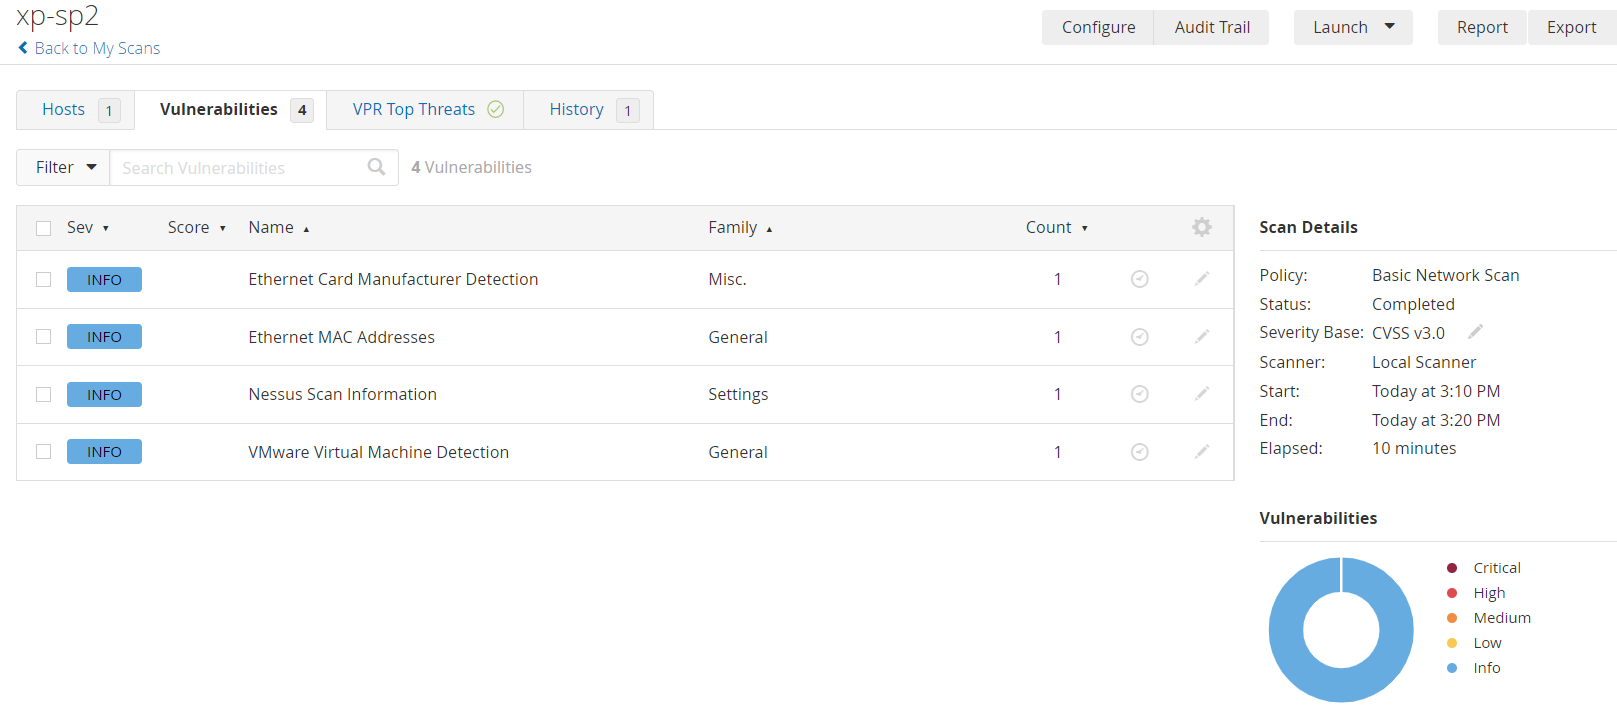 xp-sp2
Back to My Scans
Configure Audit Trail Launch Report Export
Hosts 1 Vulnerabilities 4 VPR Top Threats History 1
Filter Search Vulnerabilities 4 Vulnerabilities
Sev Score Name Family Count
INFO Ethernet Card Manufacturer Detection Misc. 1
INFO Ethernet MAC Addresses General 1
INFO Nessus Scan Information Settings 1
INFO VMware Virtual Machine Detection General 1
Scan Details
Policy: Basic Network Scan
Status: Completed
Severity Base: CVSS v3.0
Scanner: Local Scanner
Start: Today at 3:10 PM
End: Today at 3:20 PM
Elapsed: 10 minutes
Vulnerabilities
Critical
High
Medium
Low
Info